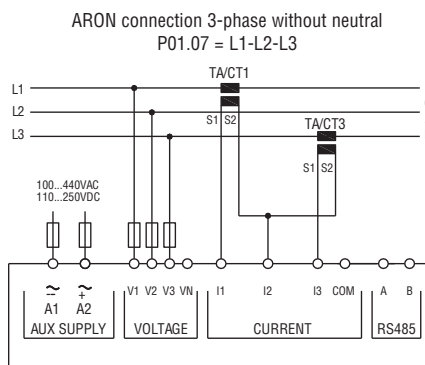 ARON connection 3-phase without neutral
P01.07 = L1-L2-L3
TA/CT1
L1
L2
TA/CT3
L3
S1 S2
S1 S2
100...440VAC
110...250VDC
V1 V2 V3 VN I1 I2 I3 COM A B
A1 A2
AUX SUPPLY VOLTAGE CURRENT RS485